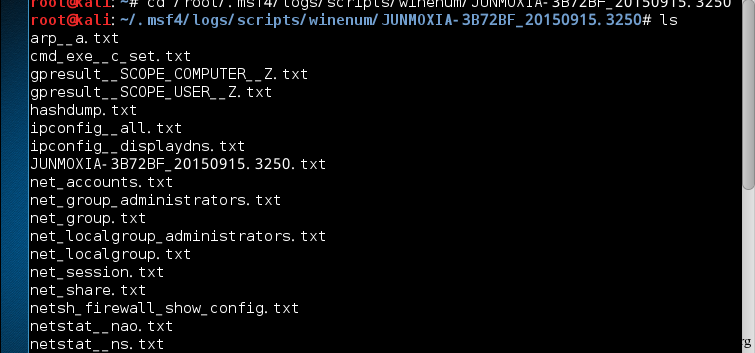 root@kali:~# cd /root/.msf4/logs/scripts/winenum/JUNMOXIA-3B72BF_20150915.3250
root@kali:~/.msf4/logs/scripts/winenum/JUNMOXIA-3B72BF_20150915.3250# ls
arp__a.txt
cmd_exe__c_set.txt
gpresult__SCOPE_COMPUTER__Z.txt
gpresult__SCOPE_USER__Z.txt
hashdump.txt
ipconfig__all.txt
ipconfig__displaydns.txt
JUNMOXIA-3B72BF_20150915.3250.txt
net_accounts.txt
net_group_administrators.txt
net_group.txt
net_localgroup_administrators.txt
net_localgroup.txt
net_session.txt
net_share.txt
netsh_firewall_show_config.txt
netstat__nao.txt
netstat__ns.txt